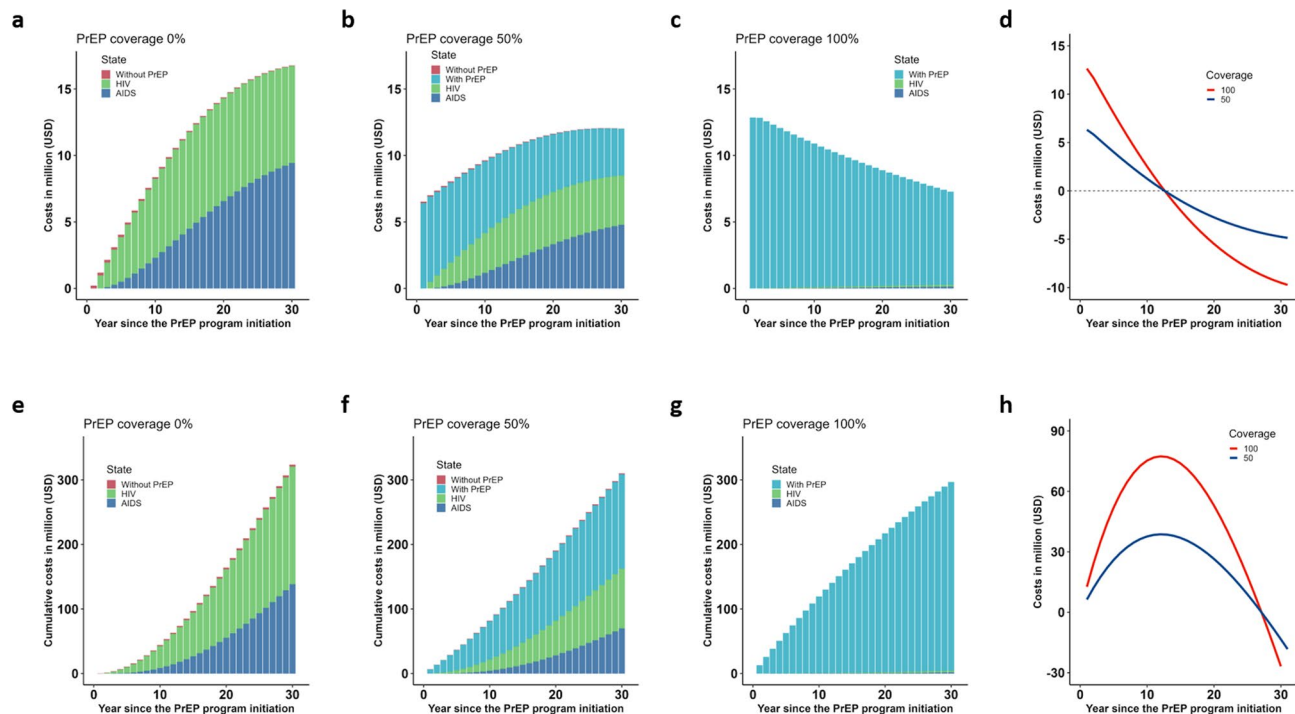 a
PrEP coverage 0%
State
Without PrEP
HIV
AIDS
Costs in million (USD)
15
10
5
0
0 10 20 30
Year since the PrEP program initiation
b
PrEP coverage 50%
State
Without PrEP
With PrEP
HIV
AIDS
Costs in million (USD)
15
10
5
0
0 10 20 30
Year since the PrEP program initiation
c
PrEP coverage 100%
State
With PrEP
HIV
AIDS
Costs in million (USD)
15
10
5
0
0 10 20 30
Year since the PrEP program initiation
d
Coverage
100
50
Costs in million (USD)
15
10
5
0
-5
-10
0 10 20 30
Year since the PrEP program initiation
e
PrEP coverage 0%
State
Without PrEP
HIV
AIDS
Cumulative costs in million (USD)
300
200
100
0
0 10 20 30
Year since the PrEP program initiation
f
PrEP coverage 50%
State
Without PrEP
With PrEP
HIV
AIDS
Cumulative costs in million (USD)
300
200
100
0
0 10 20 30
Year since the PrEP program initiation
g
PrEP coverage 100%
State
With PrEP
HIV
AIDS
Cumulative costs in million (USD)
300
200
100
0
0 10 20 30
Year since the PrEP program initiation
h
Coverage
100
50
Costs in million (USD)
90
60
30
0
-30
0 10 20 30
Year since the PrEP program initiation